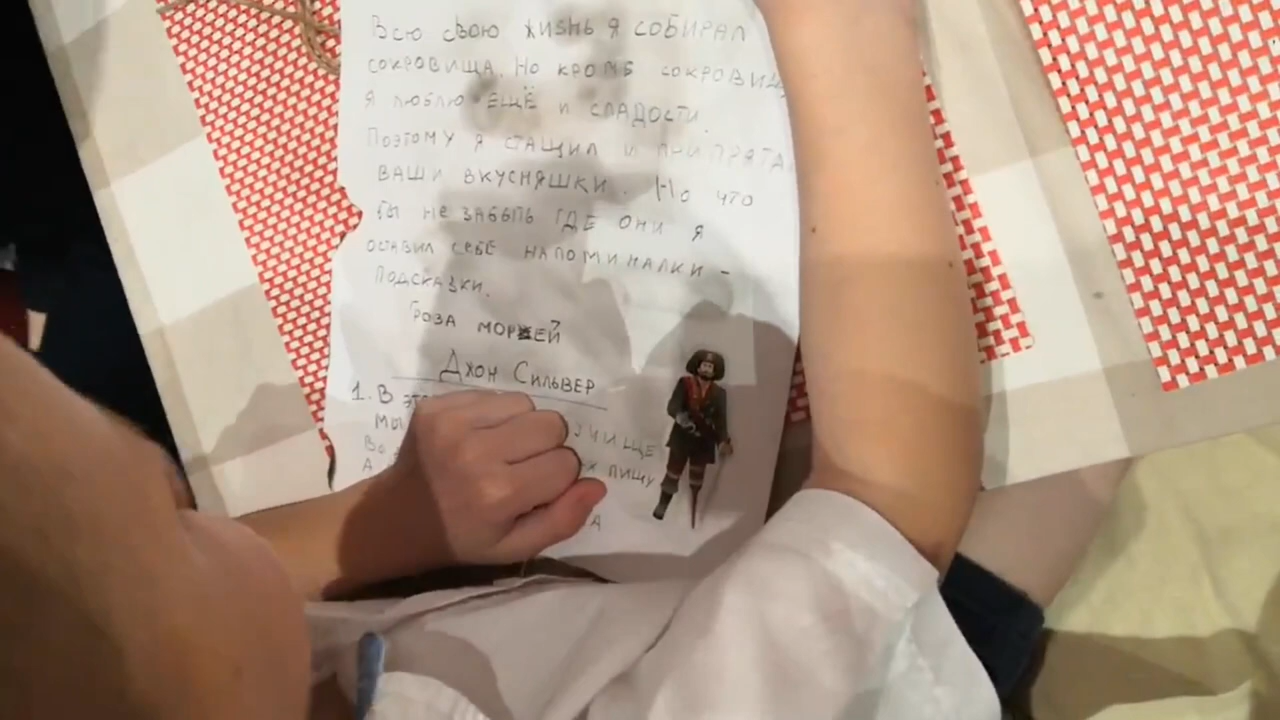 Всю свою жизнь я собирал
сокровища. Но кроме сокровищ
я люблю ещё и сладости.
Поэтому я стащил и припрятал
ваши вкусняшки. Но что
бы не забыть где они я
оставил себе напоминалки -
подсказки.
Гроза морей
Джон Сильвер
1. В
мы
пищу